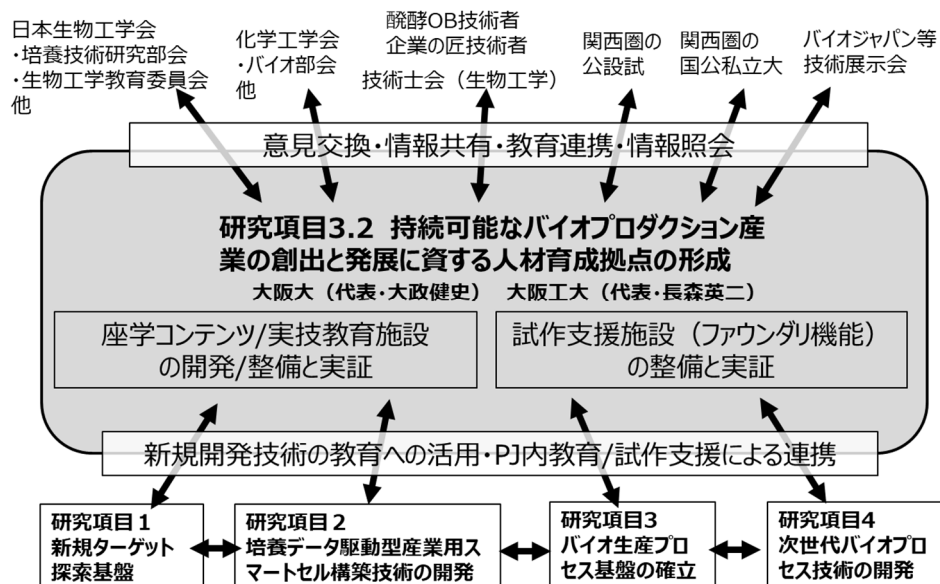 日本生物工学会
・培養技術研究部会
・生物工学教育委員会
他
化学工学会
・バイオ部会
他
醗酵OB技術者
企業の匠技術者
技術士会（生物工学）
関西圏の
公設試
関西圏の
国公私立大
バイオジャパン等
技術展示会
意見交換・情報共有・教育連携・情報照会
研究項目3.2 持続可能なバイオプロダクション産
業の創出と発展に資する人材育成拠点の形成
大阪大（代表・大政健史） 大阪工大（代表・長森英二）
座学コンテンツ/実技教育施設
の開発/整備と実証
試作支援施設（ファウンダリ機能）
の整備と実証
新規開発技術の教育への活用・PJ内教育/試作支援による連携
研究項目１
新規ターゲット
探索基盤
研究項目２
培養データ駆動型産業用ス
マートセル構築技術の開発
研究項目3
バイオ生産プロ
セス基盤の確立
研究項目4
次世代バイオプロ
セス技術の開発